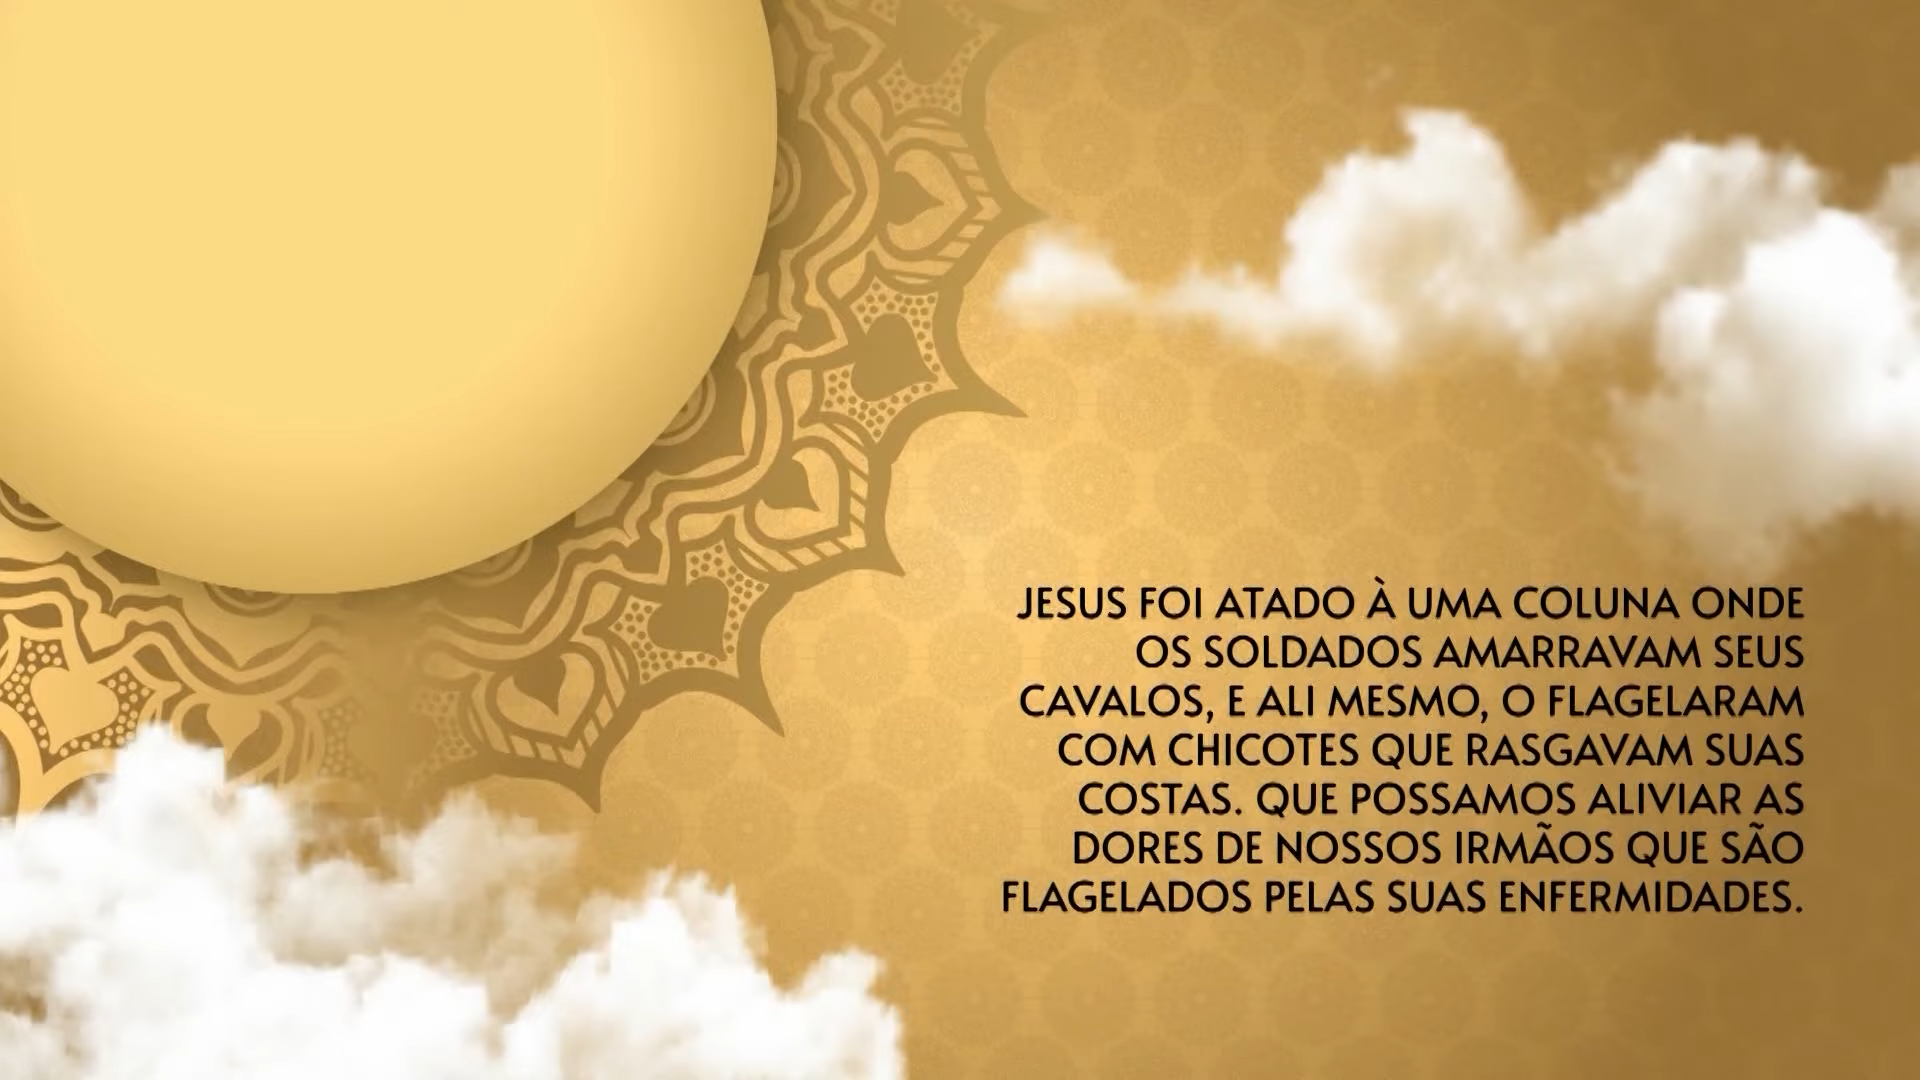 JESUS FOI ATADO À UMA COLUNA ONDE
OS SOLDADOS AMARRAVAM SEUS
CAVALOS, E ALI MESMO, O FLAGELARAM
COM CHICOTES QUE RASGAVAM SUAS
COSTAS. QUE POSSAMOS ALIVIAR AS
DORES DE NOSSOS IRMÃOS QUE SÃO
FLAGELADOS PELAS SUAS ENFERMIDADES.